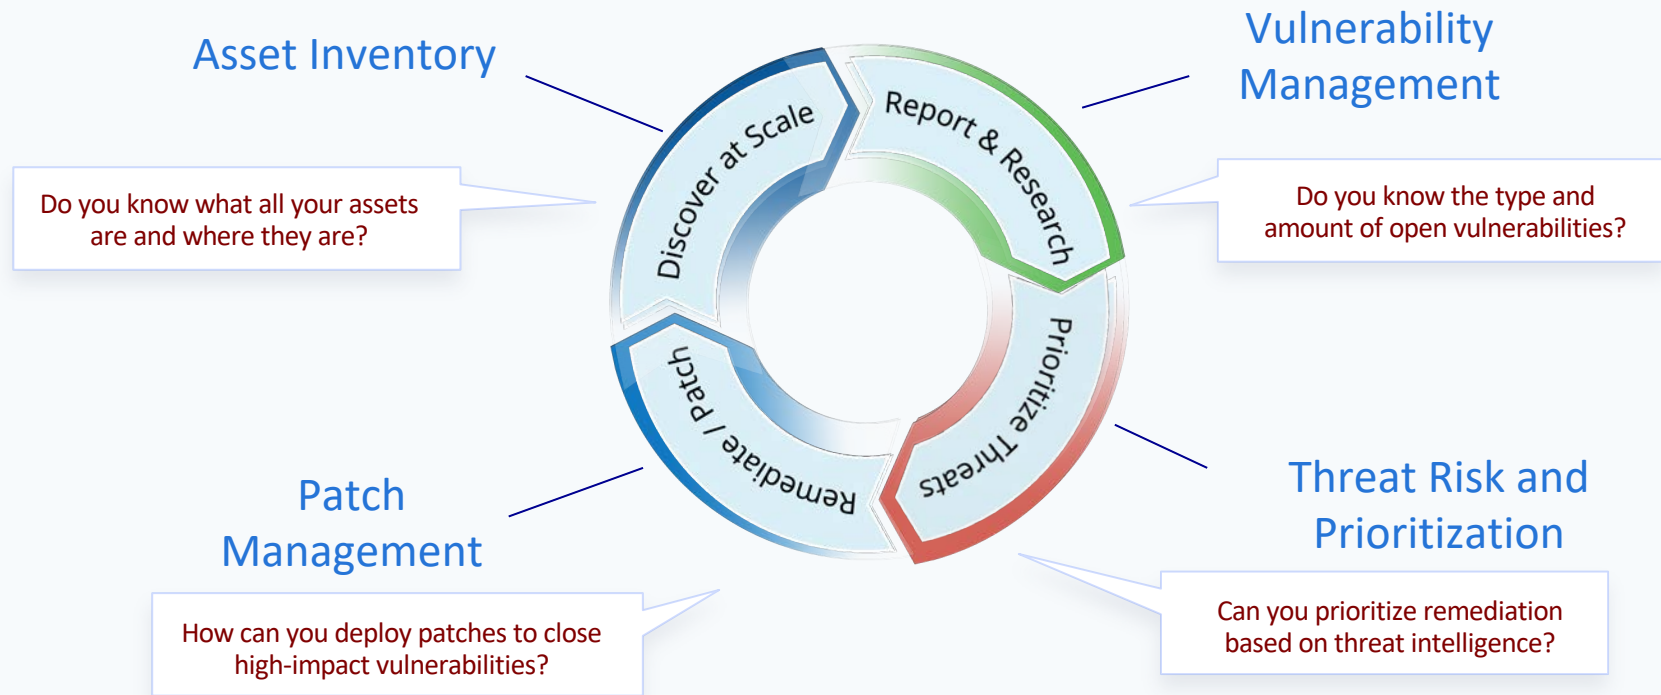 Asset Inventory
Vulnerability
Management
Discover at Scale
Report & Research
Do you know what all your assets
are and where they are?
Do you know the type and
amount of open vulnerabilities?
Remediate / Patch
Prioritize Threats
Patch
Management
Threat Risk and
Prioritization
How can you deploy patches to close
high-impact vulnerabilities?
Can you prioritize remediation
based on threat intelligence?